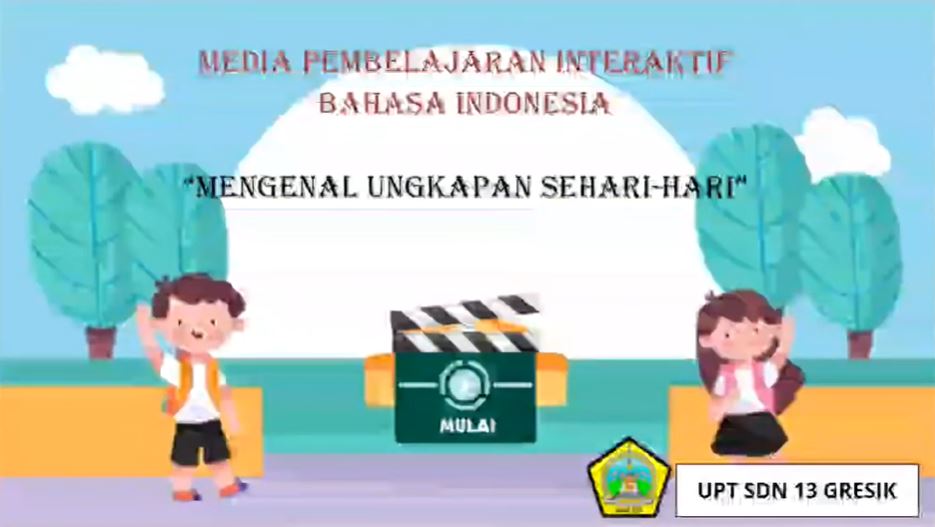 MEDIA PEMBELAJARAN INTERAKTIF
BAHASA INDONESIA
"MENGENAL UNGKAPAN SEHARI-HARI"
MULAI
UPT SDN 13 GRESIK